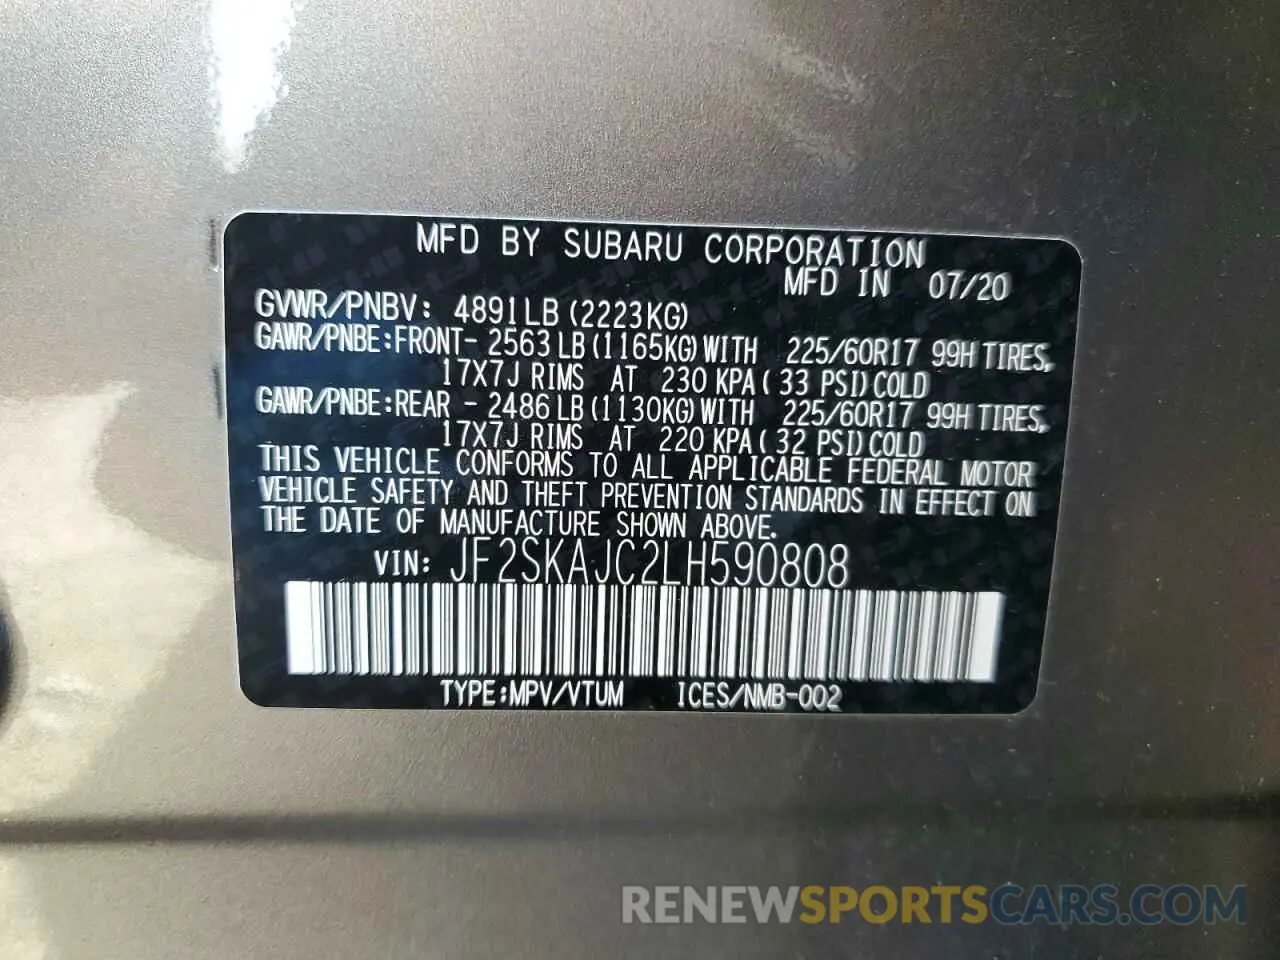 MFD BY SUBARU CORPORATION
MFD IN 07/20
GVWR/PNBV: 4891LB (2223KG)
GAWR/PNBE:FRONT- 2563 LB (1165KG) WITH 225/60R17 99H TIRES,
17X7J RIMS AT 230 KPA ( 33 PSI) COLD
GAWR/PNBE:REAR - 2486 LB (1130KG) WITH 225/60R17 99H TIRES,
17X7J RIMS AT 220 KPA ( 32 PSI) COLD
THIS VEHICLE CONFORMS TO ALL APPLICABLE FEDERAL MOTOR
VEHICLE SAFETY AND THEFT PREVENTION STANDARDS IN EFFECT ON
THE DATE OF MANUFACTURE SHOWN ABOVE.
VIN: JF2SKAJC2LH590808
TYPE:MPV/VTUM ICES/NMB-002
RENEWSPORTSCARS.COM